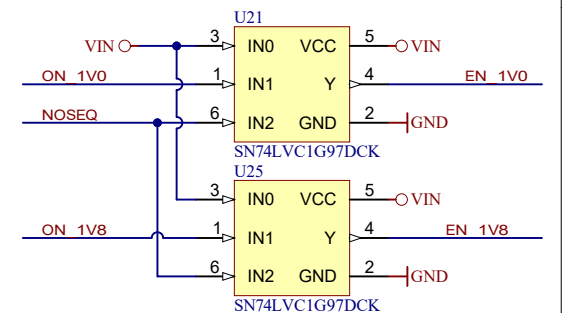 U21
VIN 3 IN0 VCC 5 VIN
ON_1V0 1 IN1 Y 4 EN_1V0
NOSEQ 6 IN2 GND 2 GND
SN74LVC1G97DCK
U25
3 IN0 VCC 5 VIN
ON_1V8 1 IN1 Y 4 EN_1V8
6 IN2 GND 2 GND
SN74LVC1G97DCK